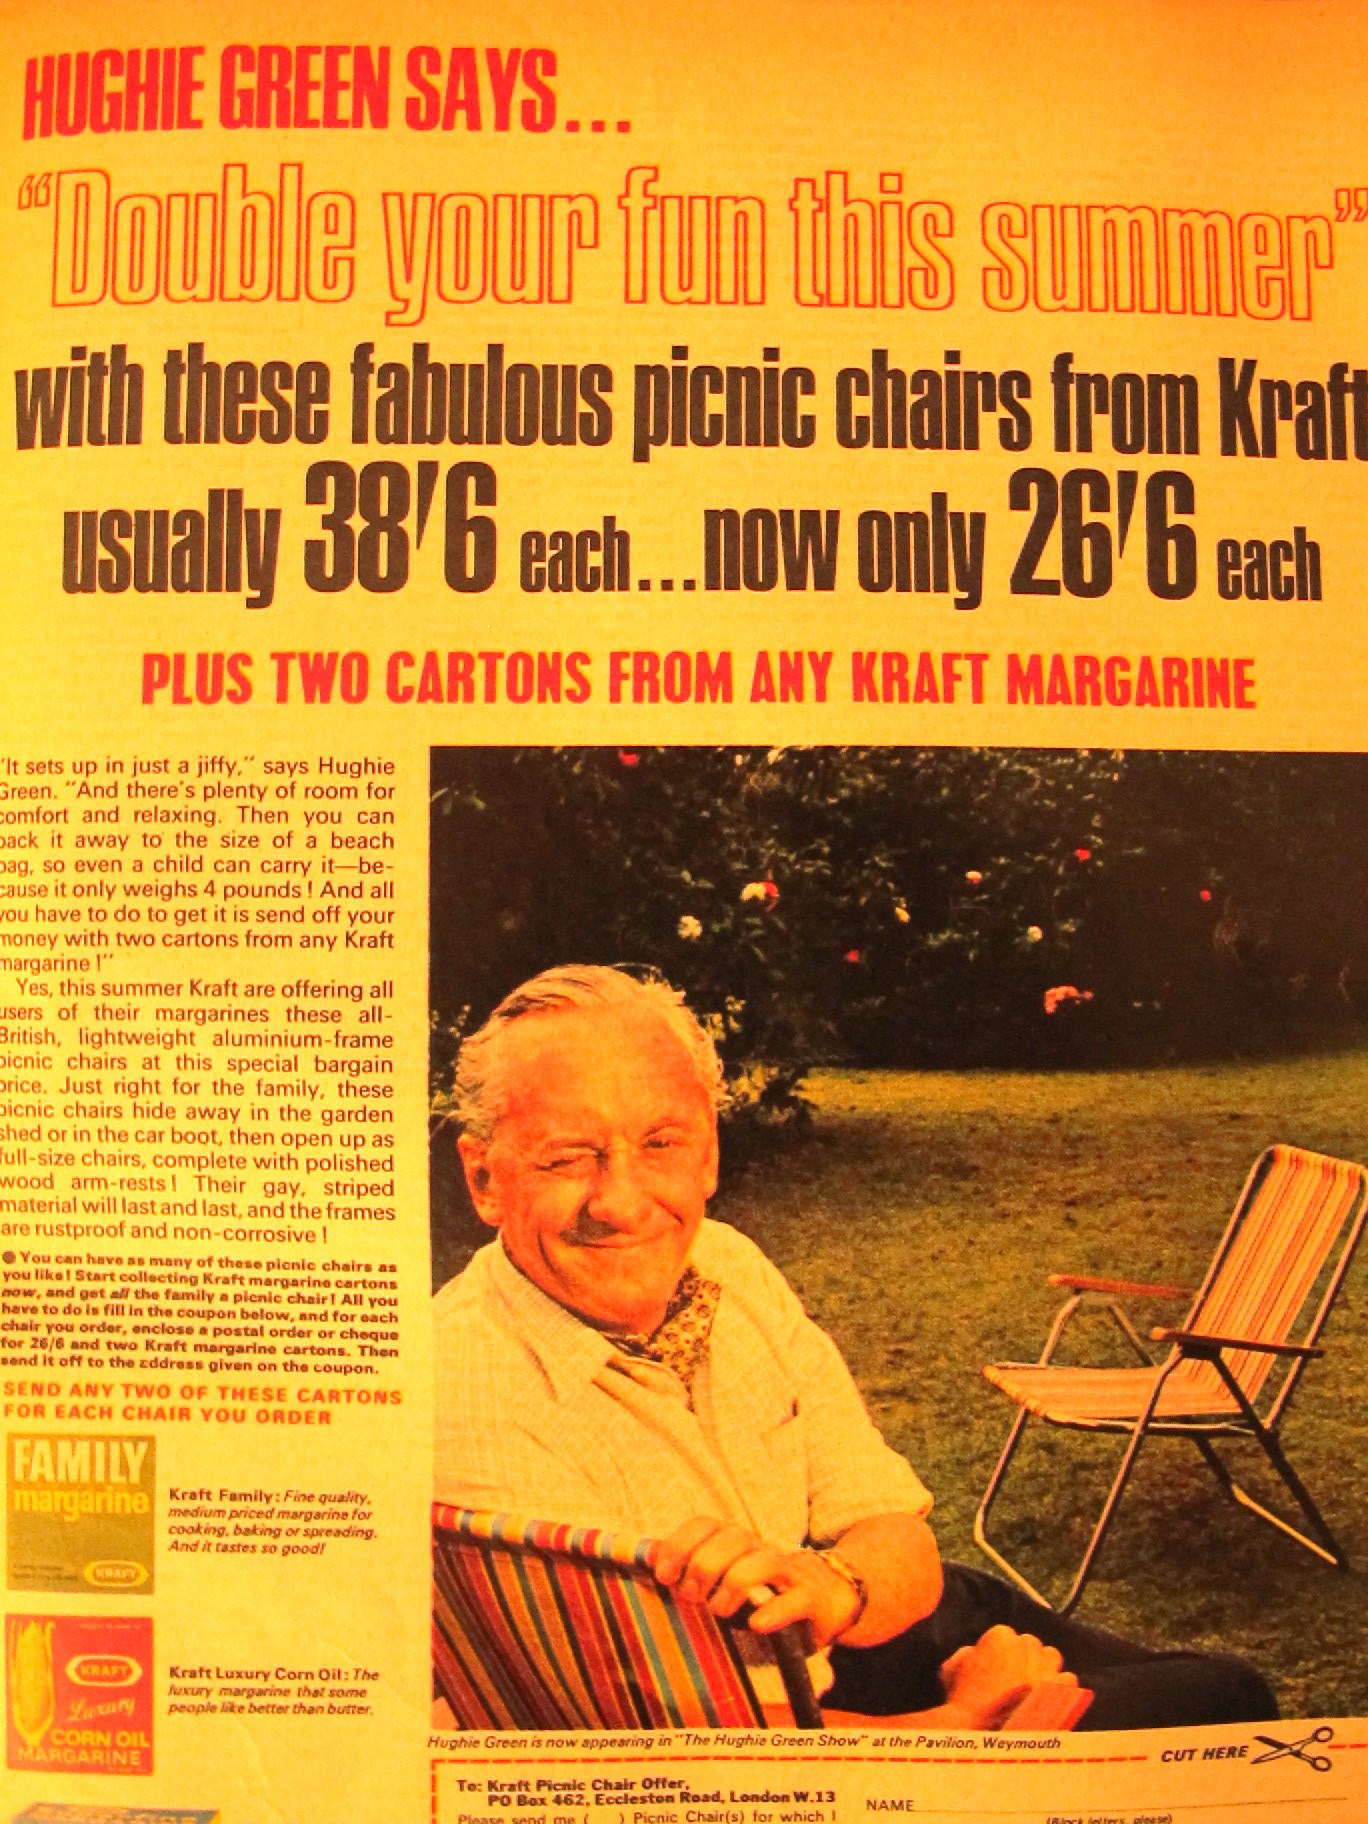 HUGHIE GREEN SAYS...
"Double your fun this summer"
with these fabulous picnic chairs from Kraft
usually 38'6 each...now only 26'6 each
PLUS TWO CARTONS FROM ANY KRAFT MARGARINE
"It sets up in just a jiffy," says Hughie
Green. "And there's plenty of room for
comfort and relaxing. Then you can
pack it away to the size of a beach
bag, so even a child can carry it—be-
cause it only weighs 4 pounds! And all
you have to do to get it is send off your
money with two cartons from any Kraft
margarine!"
Yes, this summer Kraft are offering all
users of their margarines these all-
British, lightweight aluminium-frame
picnic chairs at this special bargain
price. Just right for the family, these
picnic chairs hide away in the garden
shed or in the car boot, then open up as
full-size chairs, complete with polished
wood arm-rests! Their gay, striped
material will last and last, and the frames
are rustproof and non-corrosive!
● You can have as many of these picnic chairs as
you like! Start collecting Kraft margarine cartons
now, and get all the family a picnic chair! All you
have to do is fill in the coupon below, and for each
chair you order, enclose a postal order or cheque
for 26/6 and two Kraft margarine cartons. Then
send it off to the address given on the coupon.
SEND ANY TWO OF THESE CARTONS
FOR EACH CHAIR YOU ORDER
FAMILY
margarine
KRAFT
Kraft Family: Fine quality,
medium priced margarine for
cooking, baking or spreading.
And it tastes so good!
KRAFT
Luxury
CORN OIL
MARGARINE
Kraft Luxury Corn Oil: The
luxury margarine that some
people like better than butter.
Hughie Green is now appearing in "The Hughie Green Show" at the Pavilion, Weymouth
CUT HERE
To: Kraft Picnic Chair Offer,
PO Box 462, Eccleston Road, London W.13
Please send me ( ) Picnic Chair(s) for which I
NAME
(Block letters, please)